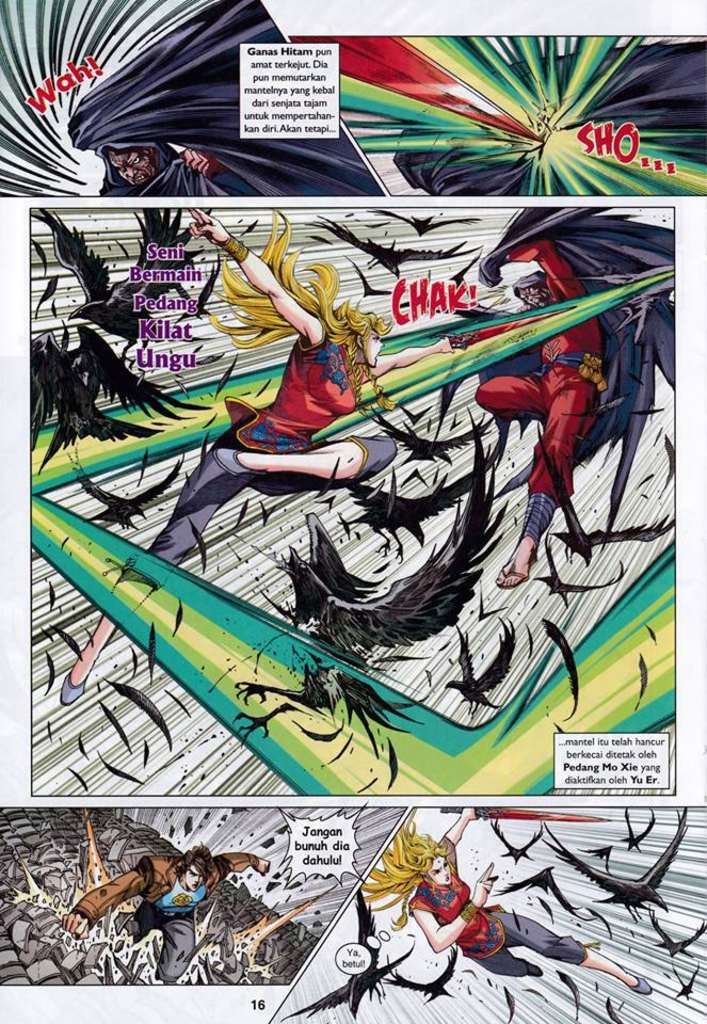 Wah!
Ganas Hitam pun
amat terkejut. Dia
pun memutarkan
mantelnya yang kebal
dari senjata tajam
untuk mempertahan-
kan diri. Akan tetapi...
SHO...
Seni
Bermain
Pedang
Kilat
Ungu
CHAK!
...mantel itu telah hancur
berkecai ditetak oleh
Pedang Mo Xie yang
diaktifkan oleh Yu Er.
Jangan
bunuh dia
dahulu!
Ya,
betul!
16